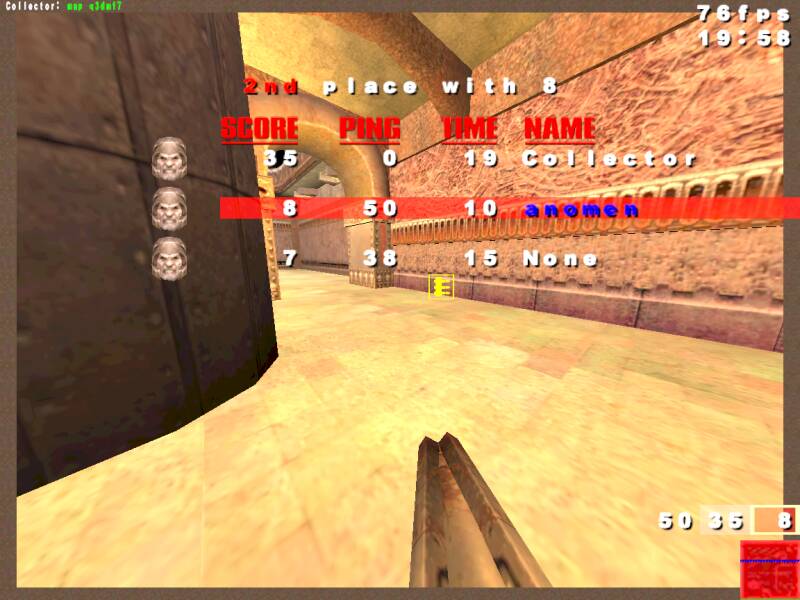 Collector: map q3dm17
76fps
19:58
2nd place with 8
SCORE PING TIME NAME
35 0 19 Collector
8 50 10 anomen
7 38 15 None
50 35 8